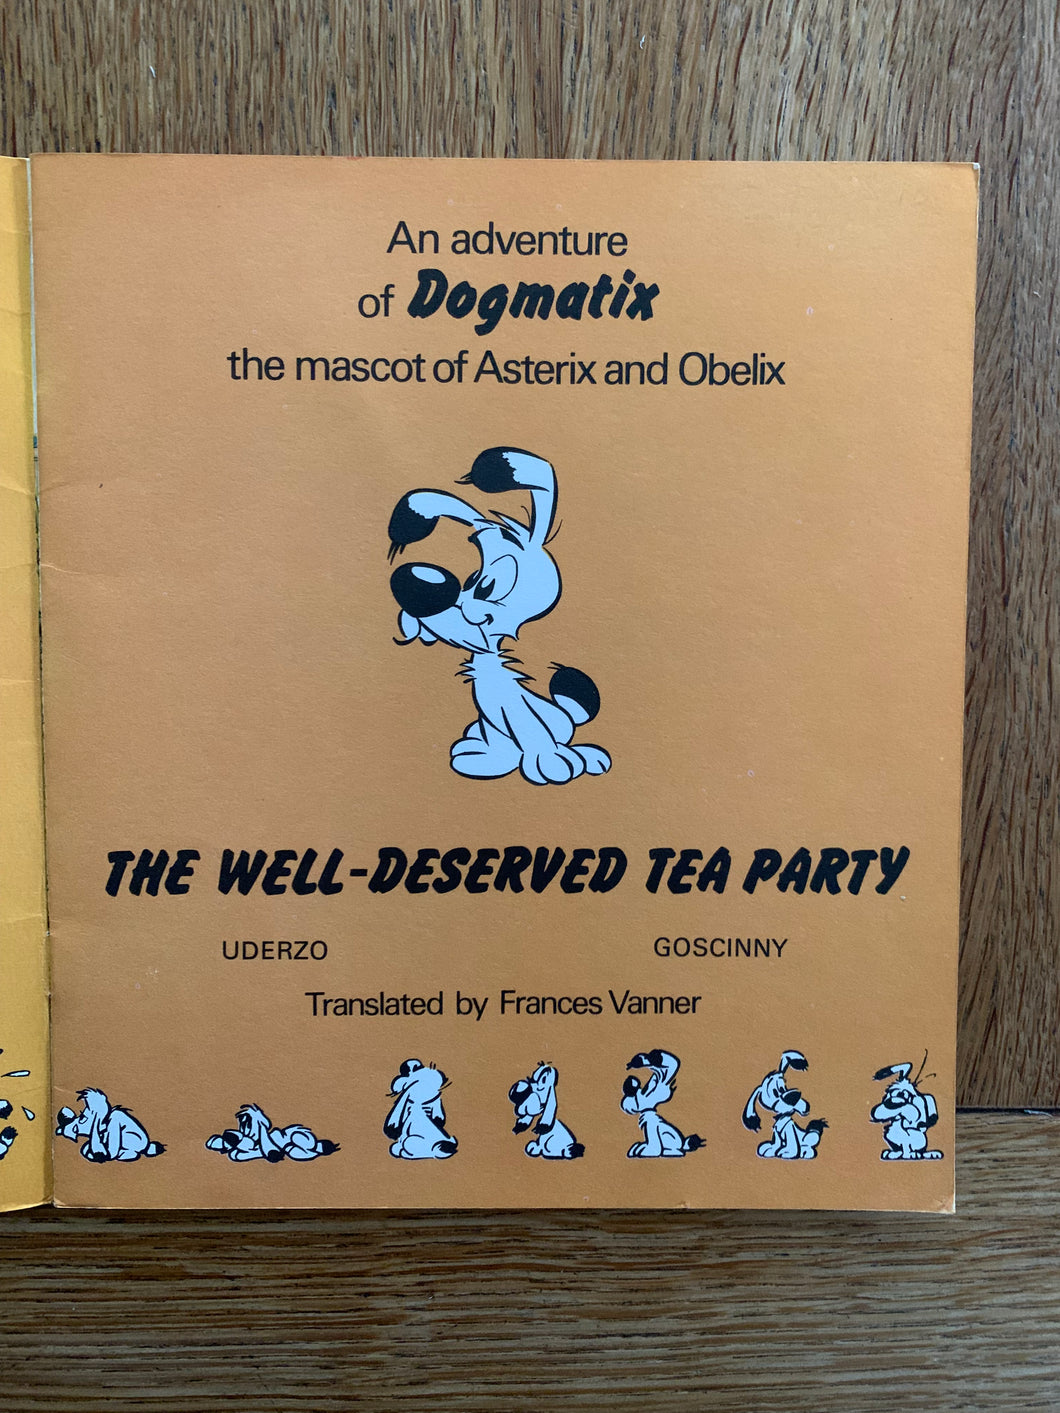 An adventure
of Dogmatix
the mascot of Asterix and Obelix
THE WELL-DESERVED TEA PARTY
UDERZO GOSCINNY
Translated by Frances Vanner